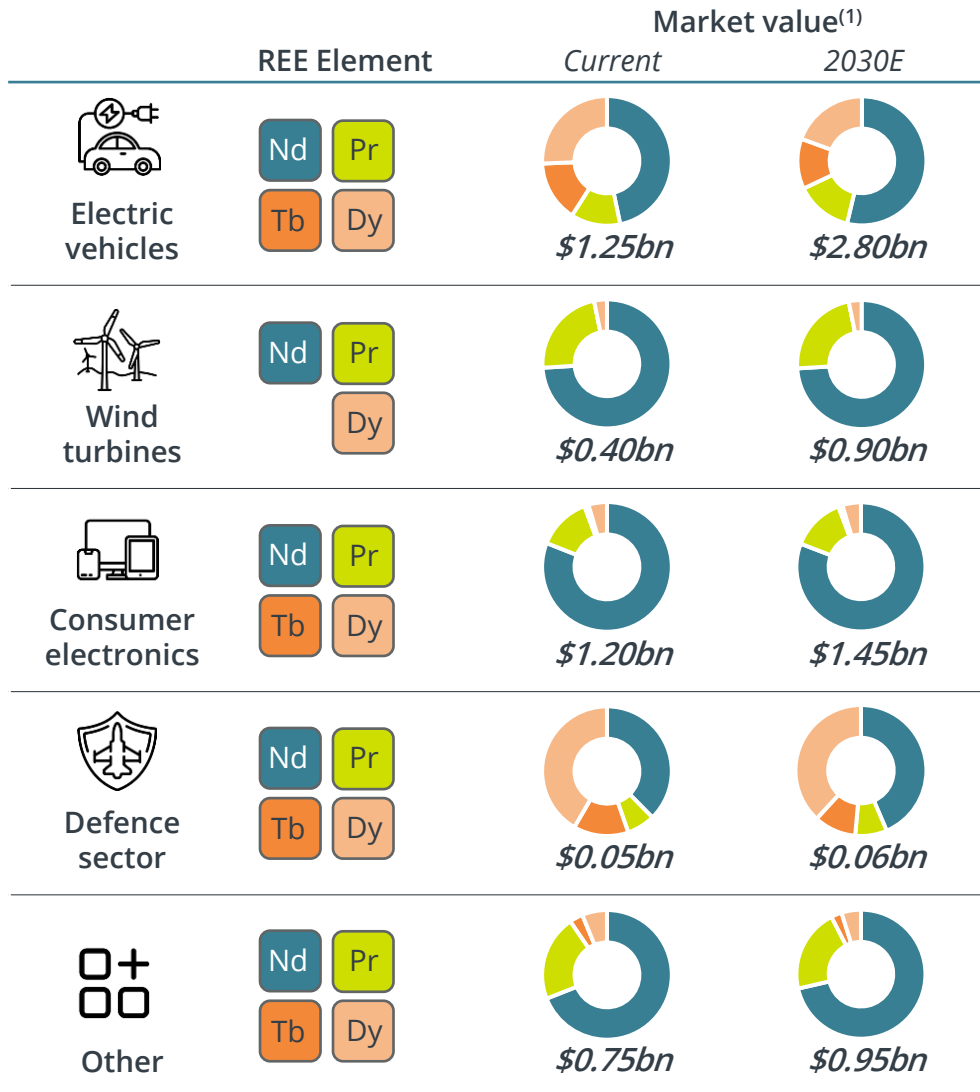 Market value(1)
REE Element
Current
2030E
Nd
Pr
Tb
Dy
Electric
vehicles
$1.25bn
$2.80bn
Nd
Pr
Dy
Wind
turbines
$0.40bn
$0.90bn
Nd
Pr
Tb
Dy
Consumer
electronics
$1.20bn
$1.45bn
Nd
Pr
Tb
Dy
Defence
sector
$0.05bn
$0.06bn
Nd
Pr
Tb
Dy
Other
$0.75bn
$0.95bn